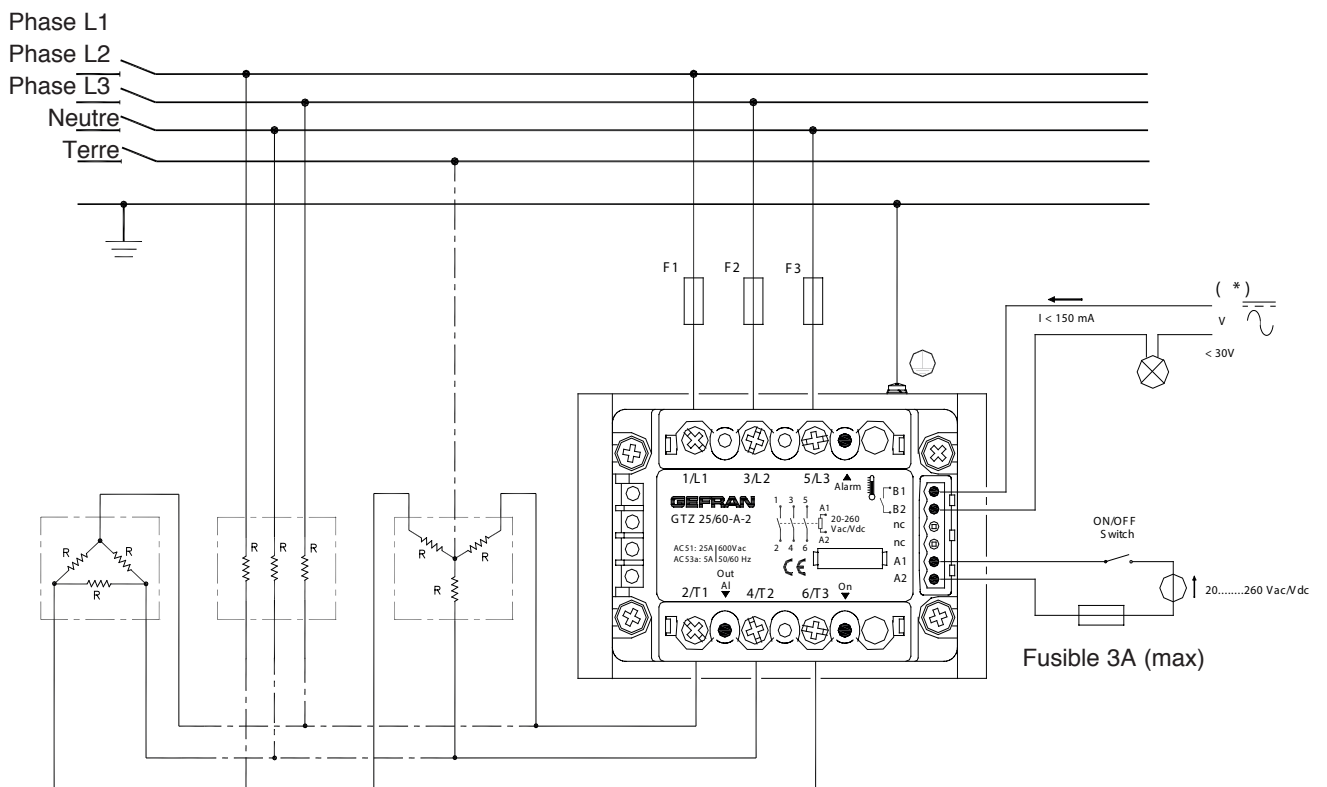 Phase L1
Phase L2
Phase L3
Neutre
Terre
F1 F2 F3
( * )
I < 150 mA
V
< 30V
1/L1 3/L2 5/L3
Alarm
GEFRAN
GTZ 25/60-A-2
1 3 5
A1
20-260
Vac/Vdc
A2
2 4 6
AC51: 25A 600Vac
AC53a: 5A 50/60 Hz
CE
Out
Al
2/T1 4/T2 6/T3
On
B1
B2
nc
nc
A1
A2
ON/OFF
Switch
20........260 Vac/Vdc
Fusible 3A (max)
R R
R
R R R
R R
R